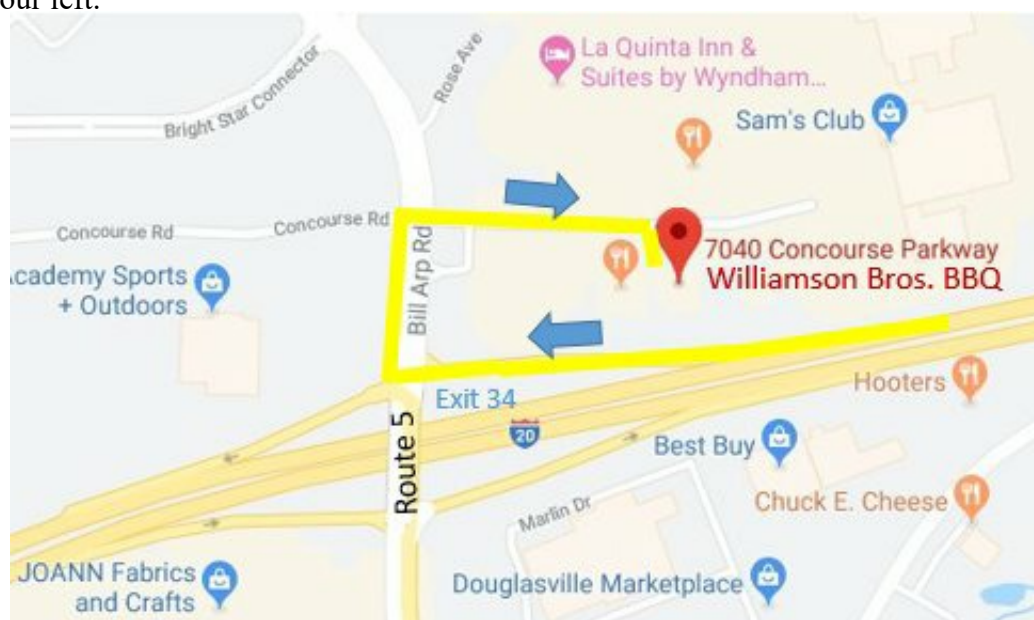 our left.
La Quinta Inn &
Suites by Wyndham...
Rose Ave
Bright Star Connector
Sam's Club
Concourse Rd
Concourse Rd
7040 Concourse Parkway
Williamson Bros. BBQ
cademy Sports
+ Outdoors
Bill Arp Rd
Exit 34
Hooters
20
Route 5
Best Buy
Chuck E. Cheese
Marlin Dr
JOANN Fabrics
and Crafts
Douglasville Marketplace